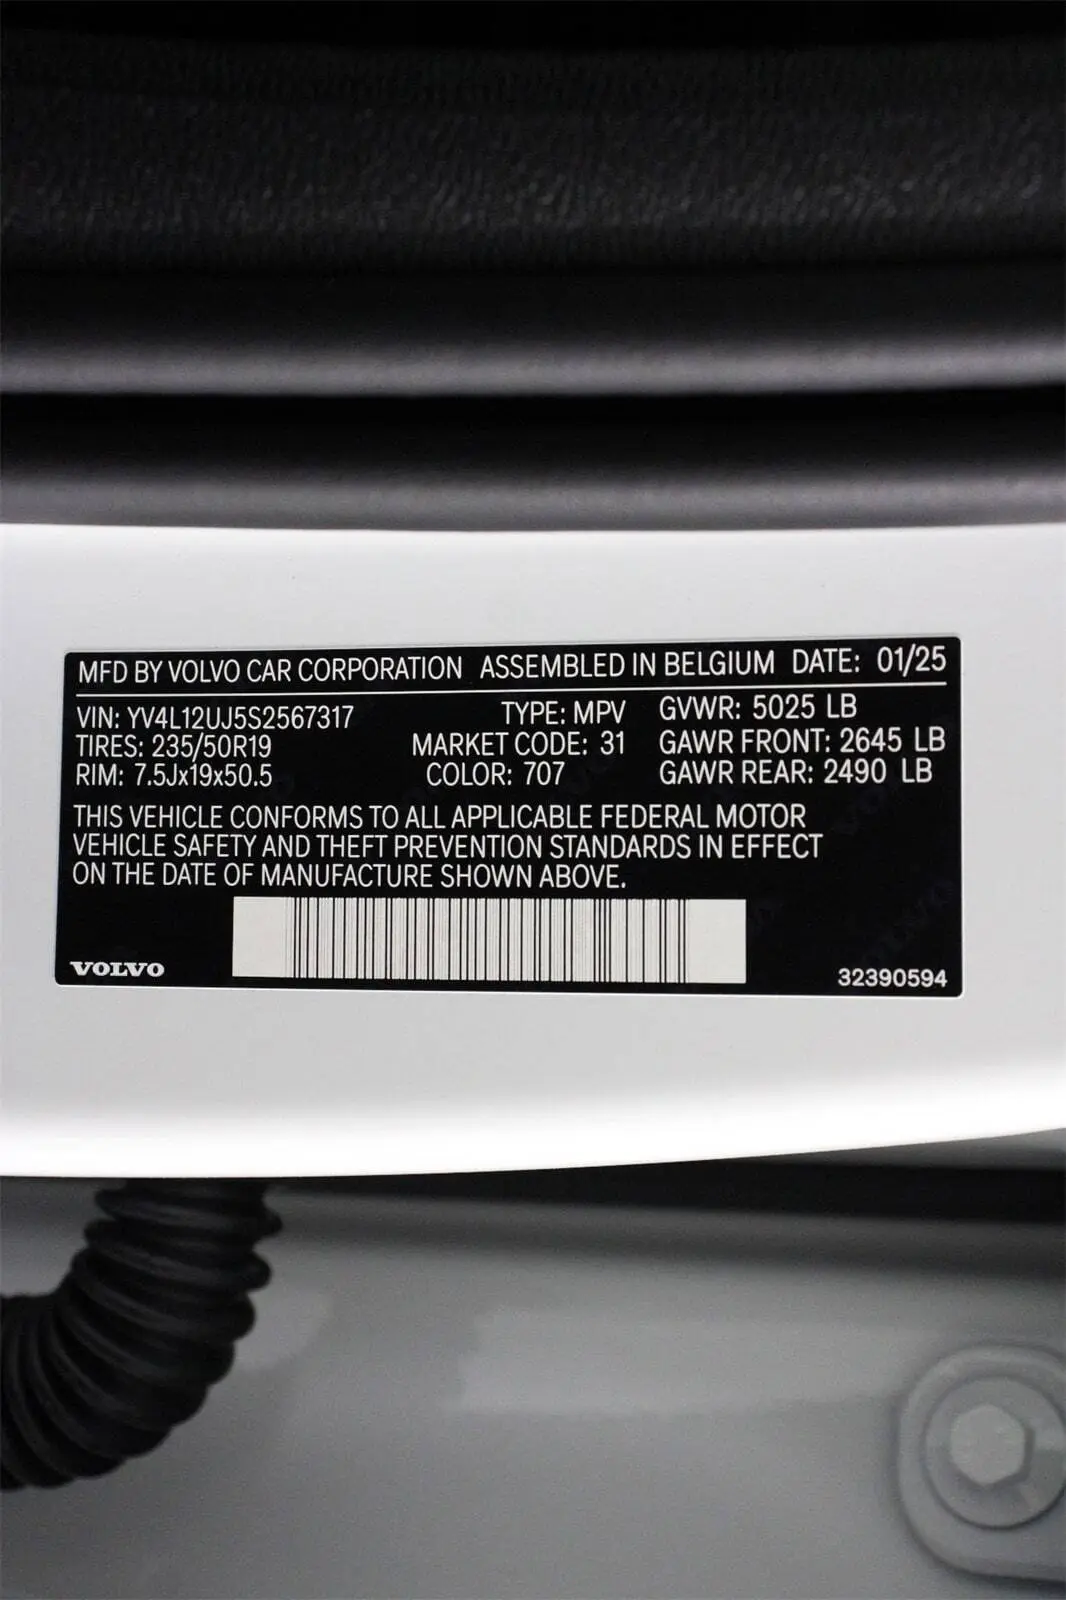 MFD BY VOLVO CAR CORPORATION ASSEMBLED IN BELGIUM DATE: 01/25
VIN: YV4L12UJ5S2567317 TYPE: MPV GVWR: 5025 LB
TIRES: 235/50R19 MARKET CODE: 31 GAWR FRONT: 2645 LB
RIM: 7.5Jx19x50.5 COLOR: 707 GAWR REAR: 2490 LB
THIS VEHICLE CONFORMS TO ALL APPLICABLE FEDERAL MOTOR
VEHICLE SAFETY AND THEFT PREVENTION STANDARDS IN EFFECT
ON THE DATE OF MANUFACTURE SHOWN ABOVE.
VOLVO 32390594